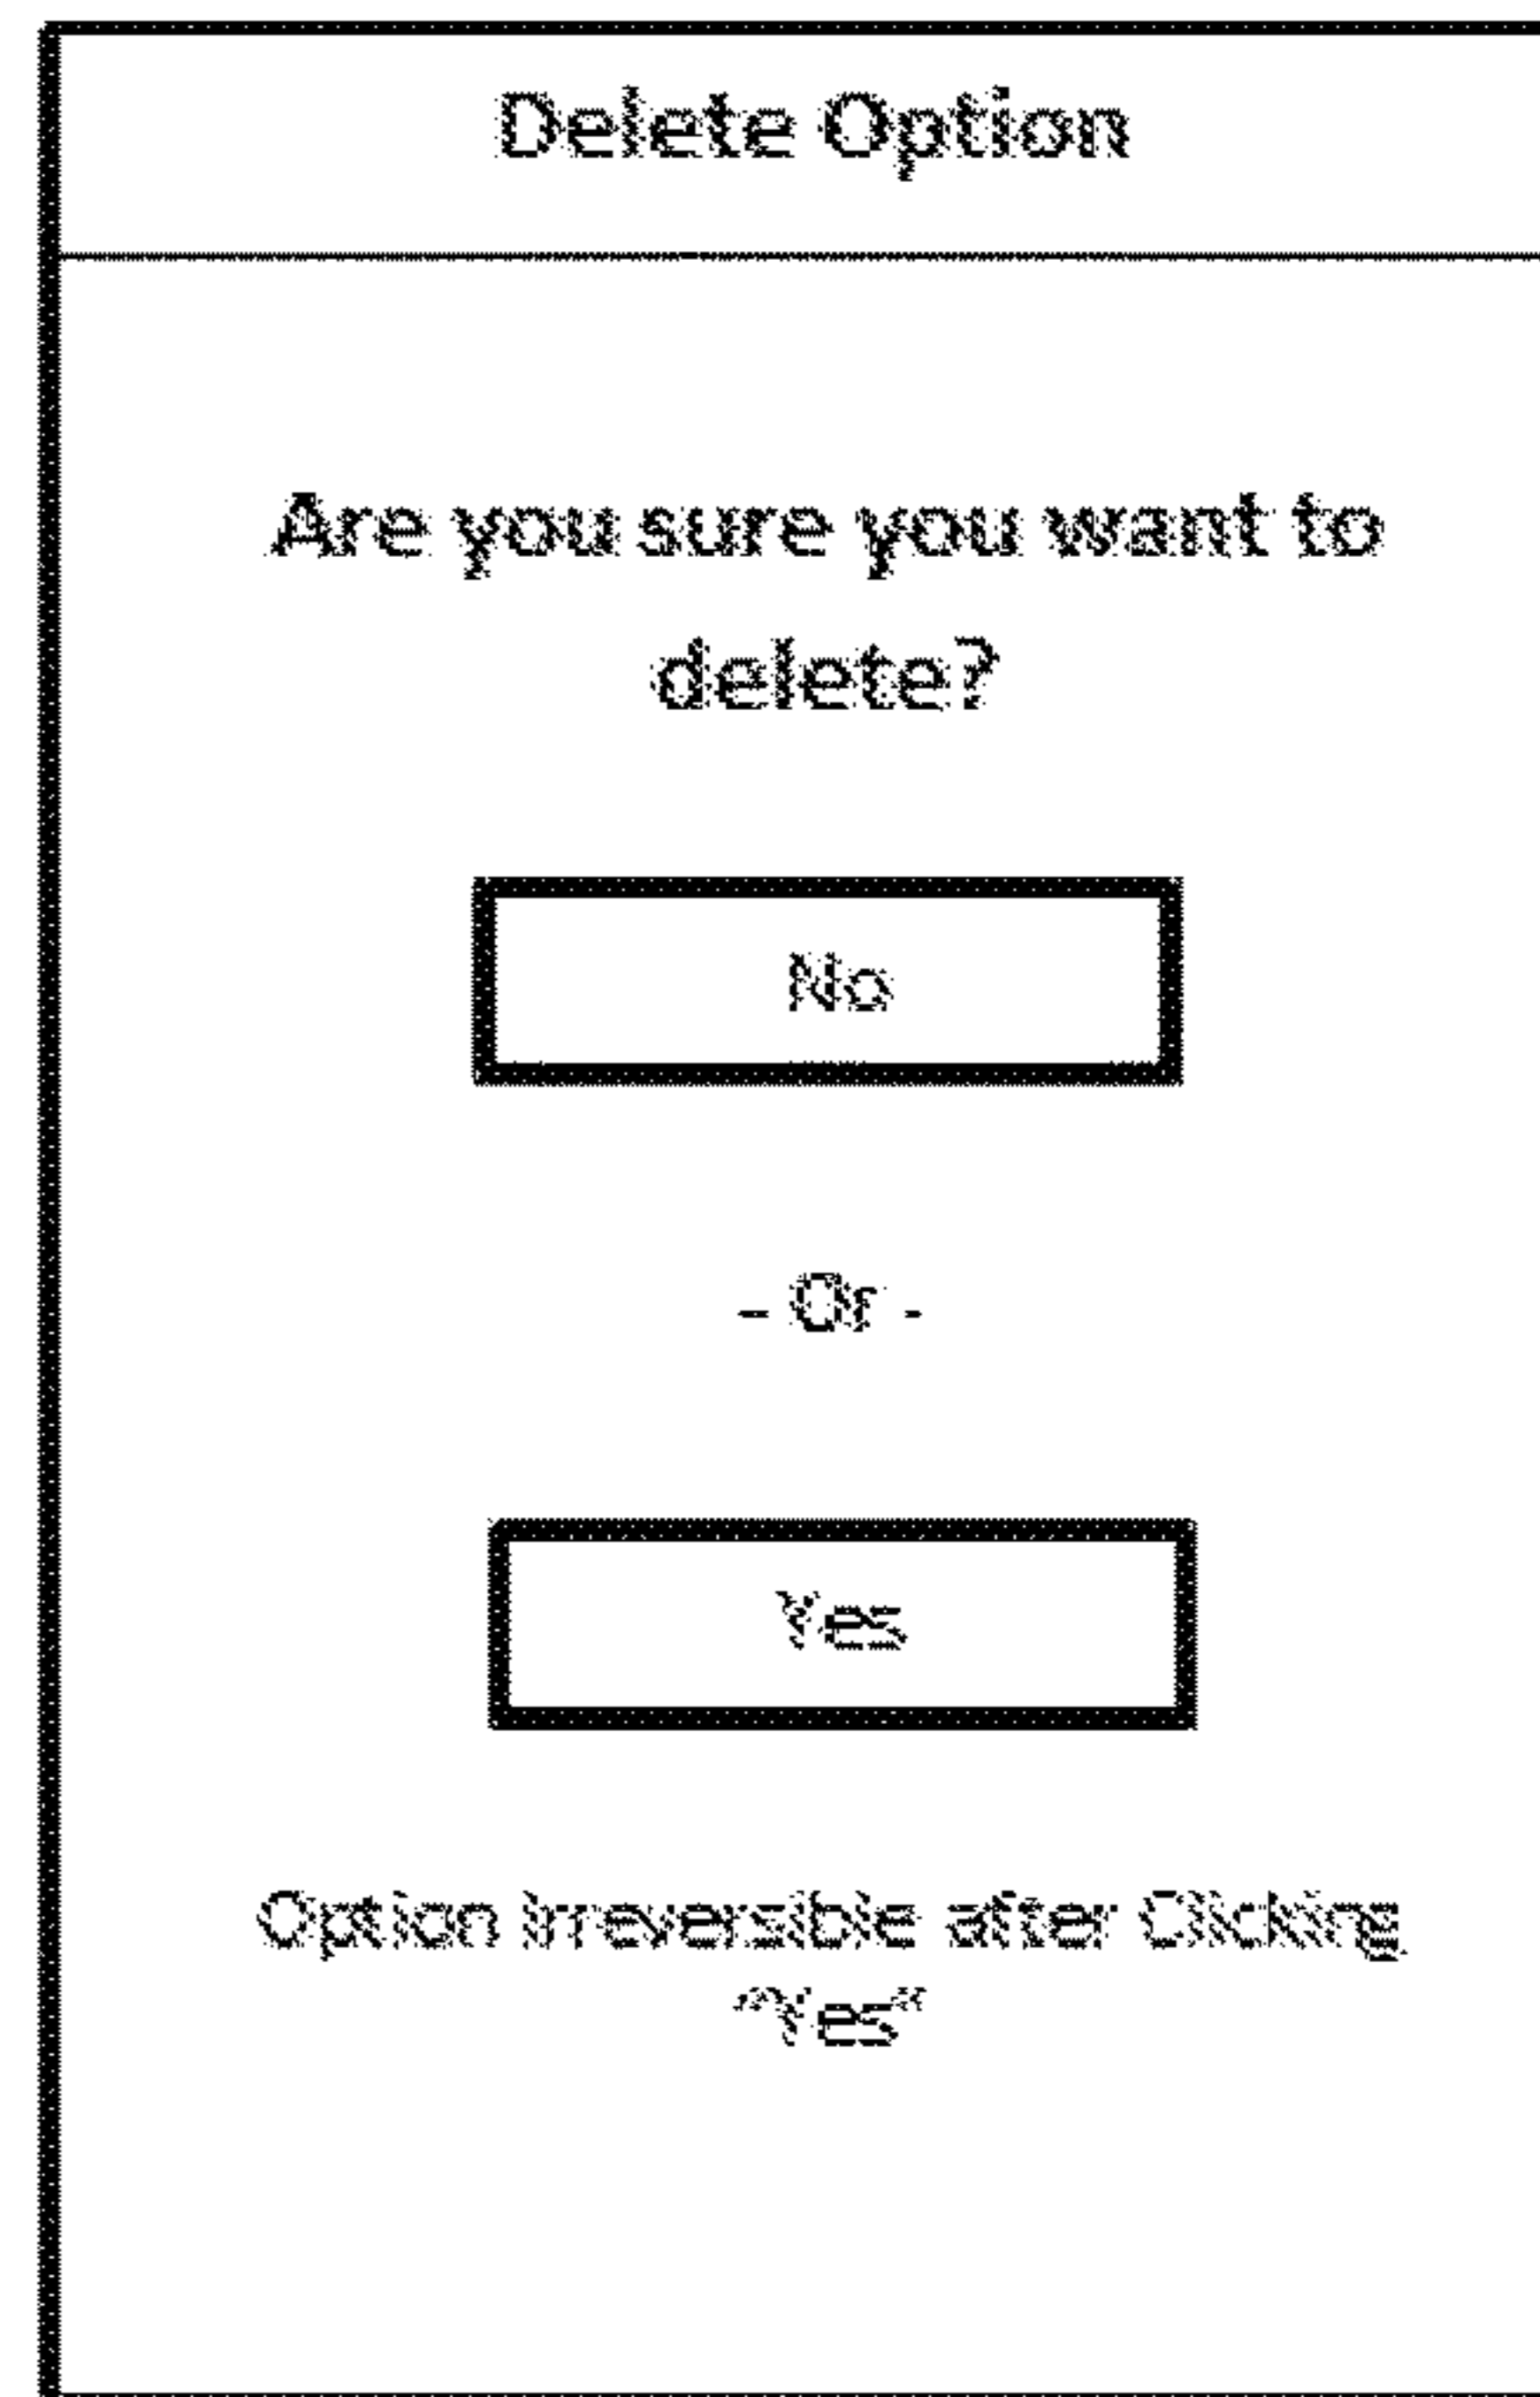 Delete Option
Are you sure you want to
delete?
No
- Or -
Yes
Option Irreversible after Clicking
"Yes"